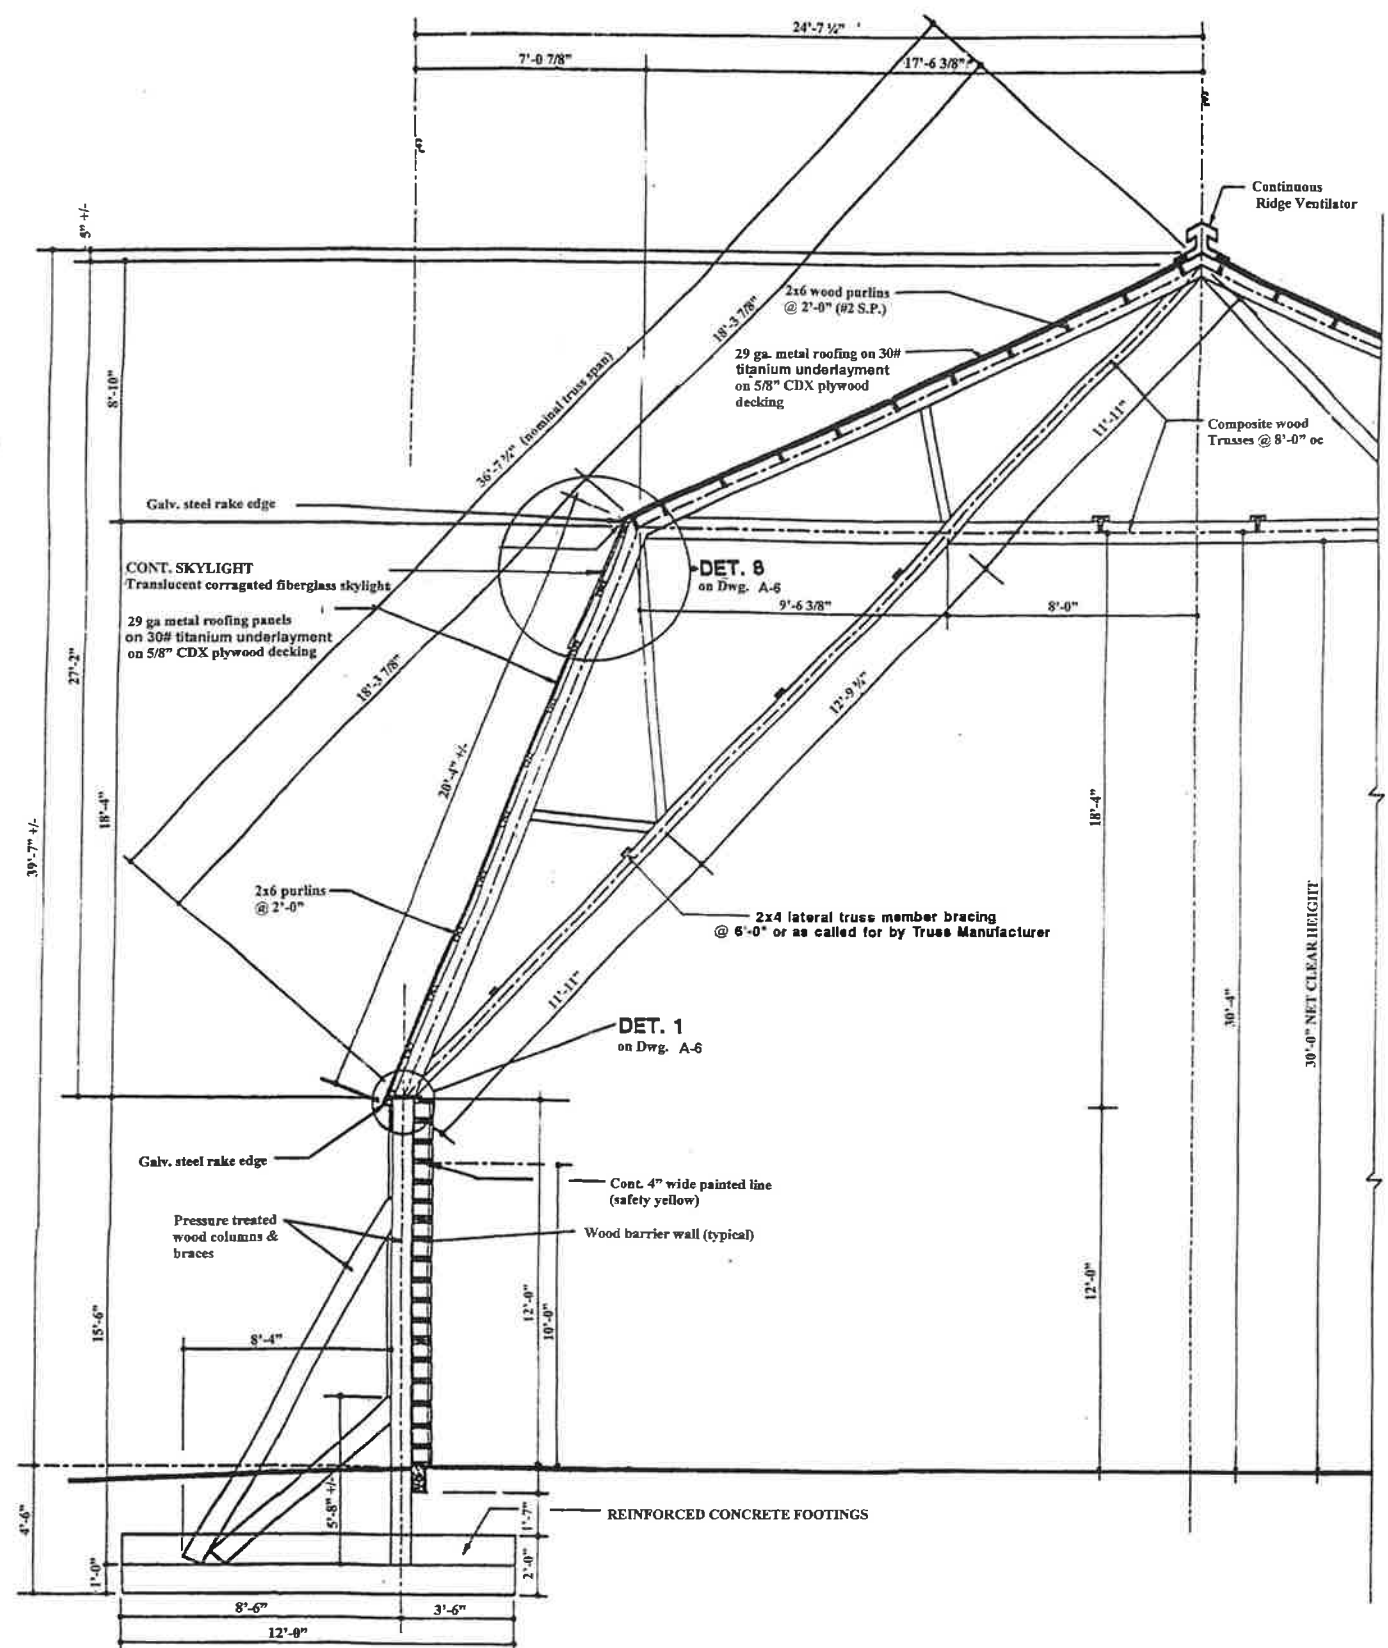 24'-7 ½"
7'-0 7/8"
17'-6 3/8"
5" +/-
Continuous
Ridge Ventilator
2x6 wood purlins
@ 2'-0" (#2 S.P.)
18'-3 7/8"
29 ga. metal roofing on 30#
titanium underlayment
on 5/8" CDX plywood
decking
8'-10"
36'-7 ¾" (nominal truss span)
11'-11"
Composite wood
Trusses @ 8'-0" oc
Galv. steel rake edge
CONT. SKYLIGHT
Translucent corragated fiberglass skylight
DET. 8
on Dwg. A-6
9'-6 3/8"
8'-0"
29 ga metal roofing panels
on 30# titanium underlayment
on 5/8" CDX plywood decking
27'-2"
18'-3 7/8"
12'-9 ¾"
20'-4" +/-
18'-4"
18'-4"
39'-7" +/-
2x6 purlins
@ 2'-0"
2x4 lateral truss member bracing
@ 6'-0" or as called for by Truss Manufacturer
30'-0" NET CLEAR HEIGHT
30'-4"
11'-11"
DET. 1
on Dwg. A-6
Galv. steel rake edge
Cont. 4" wide painted line
(safety yellow)
Pressure treated
wood columns &
braces
Wood barrier wall (typical)
12'-0"
12'-0"
10'-0"
15'-6"
8'-4"
5'-8" +/-
4'-6"
1'-7"
REINFORCED CONCRETE FOOTINGS
1'-0"
2'-0"
8'-6"
3'-6"
12'-0"